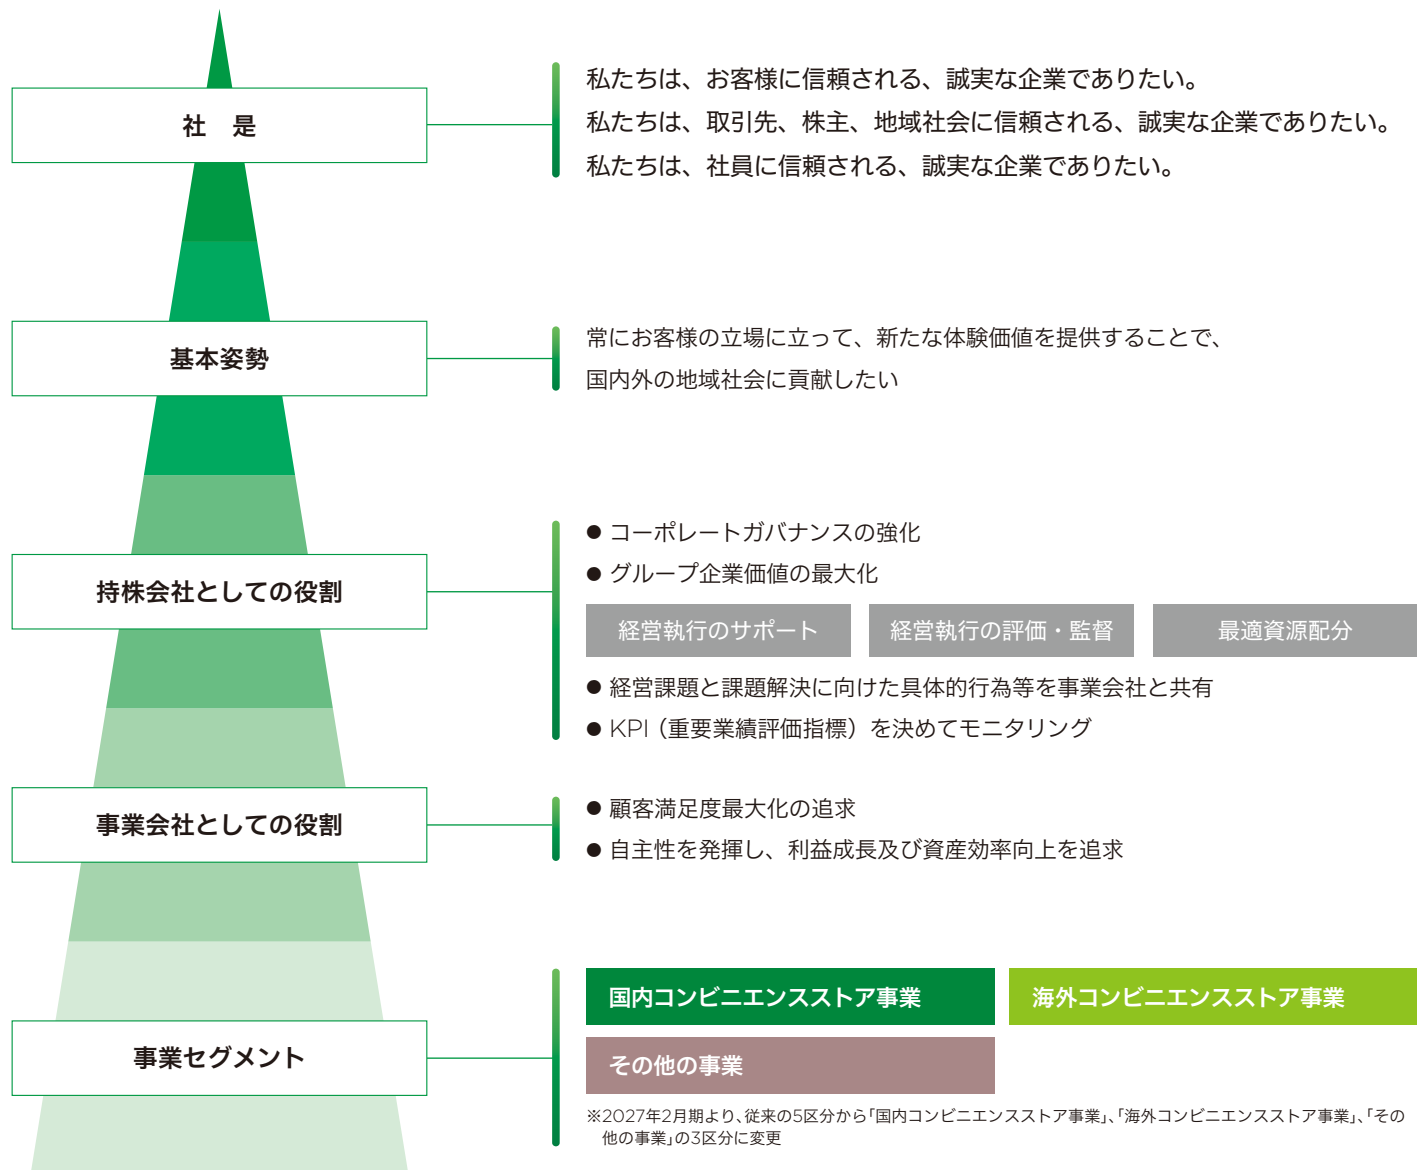 社　是
私たちは、お客様に信頼される、誠実な企業でありたい。
私たちは、取引先、株主、地域社会に信頼される、誠実な企業でありたい。
私たちは、社員に信頼される、誠実な企業でありたい。
基本姿勢
常にお客様の立場に立って、新たな体験価値を提供することで、
国内外の地域社会に貢献したい
持株会社としての役割
● コーポレートガバナンスの強化
● グループ企業価値の最大化
経営執行のサポート
経営執行の評価・監督
最適資源配分
● 経営課題と課題解決に向けた具体的行為等を事業会社と共有
● KPI（重要業績評価指標）を決めてモニタリング
事業会社としての役割
● 顧客満足度最大化の追求
● 自主性を発揮し、利益成長及び資産効率向上を追求
事業セグメント
国内コンビニエンスストア事業
海外コンビニエンスストア事業
その他の事業
※2027年2月期より、従来の5区分から「国内コンビニエンスストア事業」、「海外コンビニエンスストア事業」、「その
他の事業」の3区分に変更